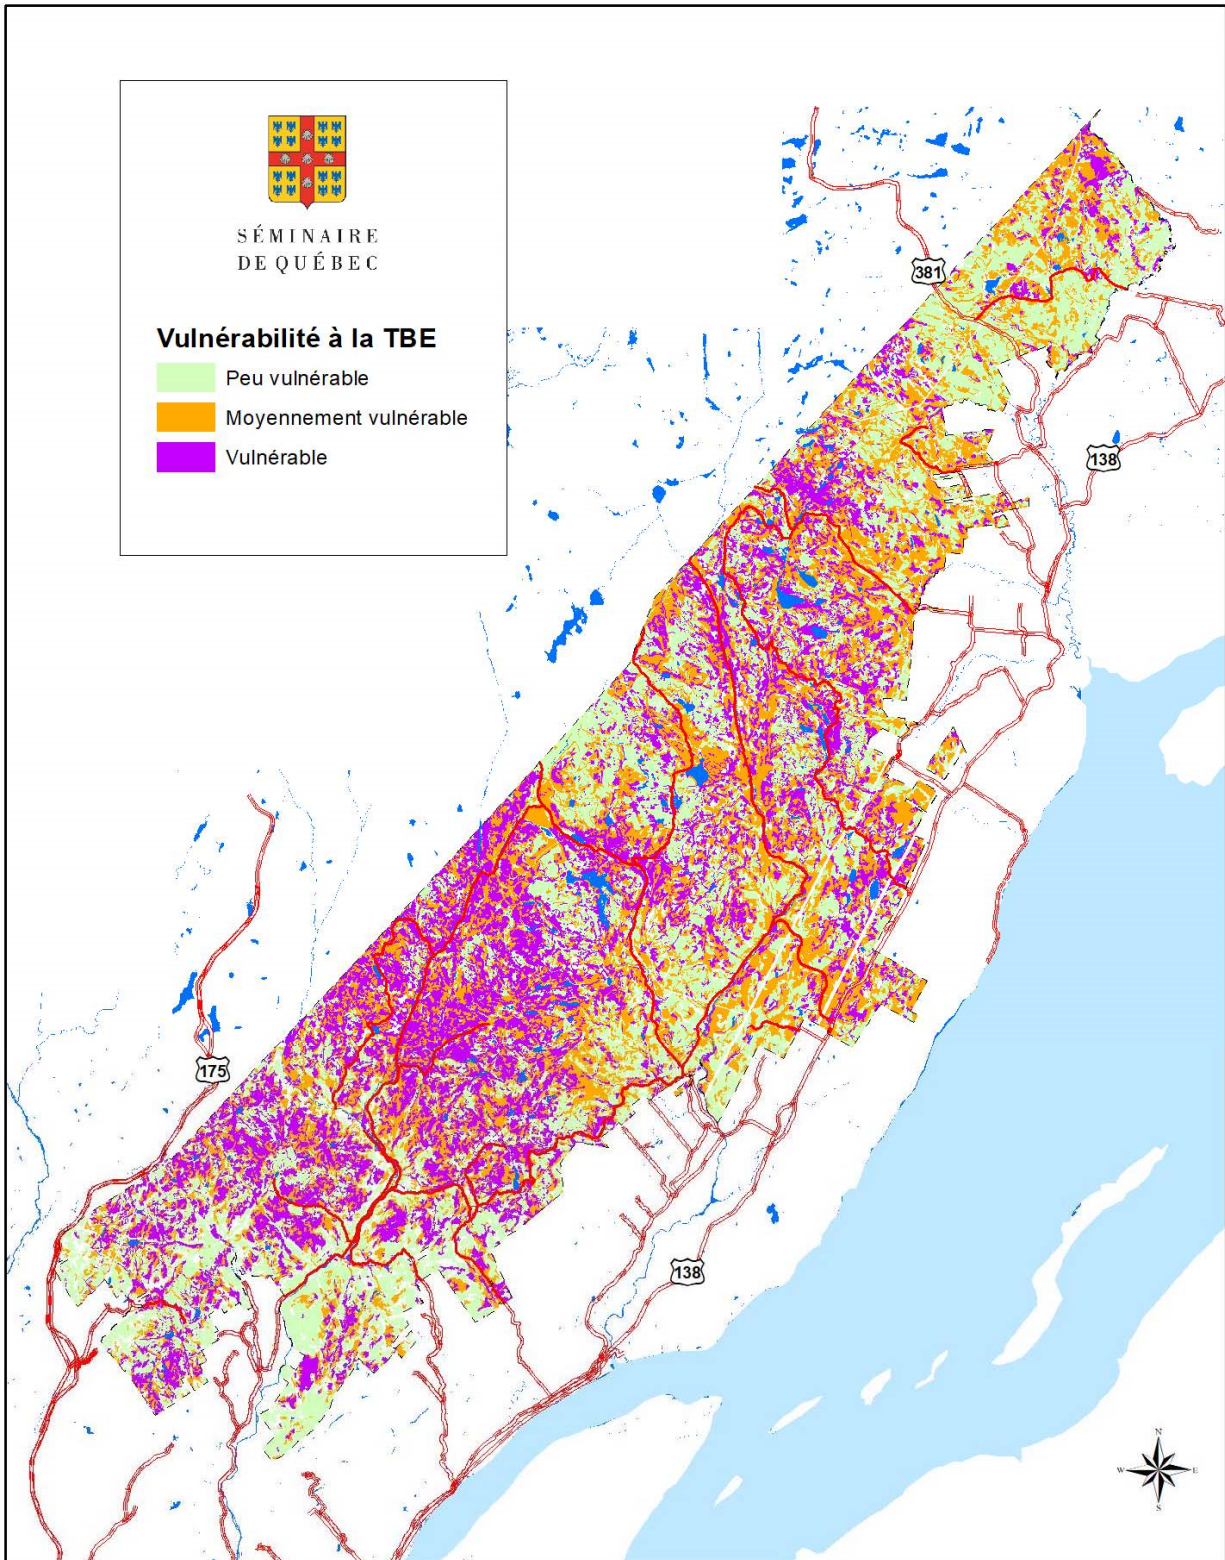 SÉMINAIRE
DE QUÉBEC
Vulnérabilité à la TBE
Peu vulnérable
Moyennement vulnérable
Vulnérable
381
138
175
138
N
W
E
S